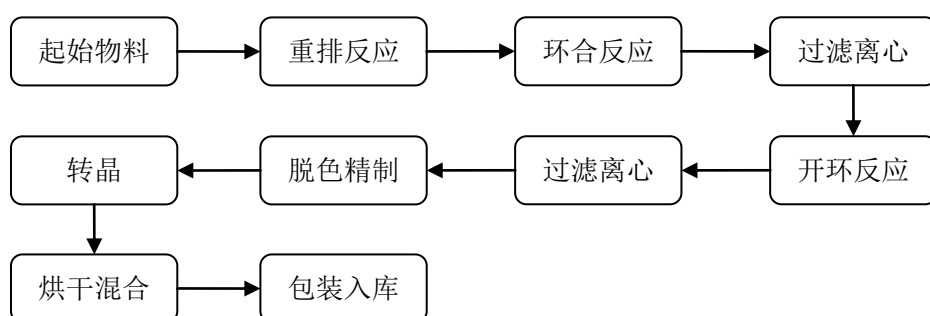 起始物料
重排反应
环合反应
过滤离心
开环反应
过滤离心
脱色精制
转晶
烘干混合
包装入库